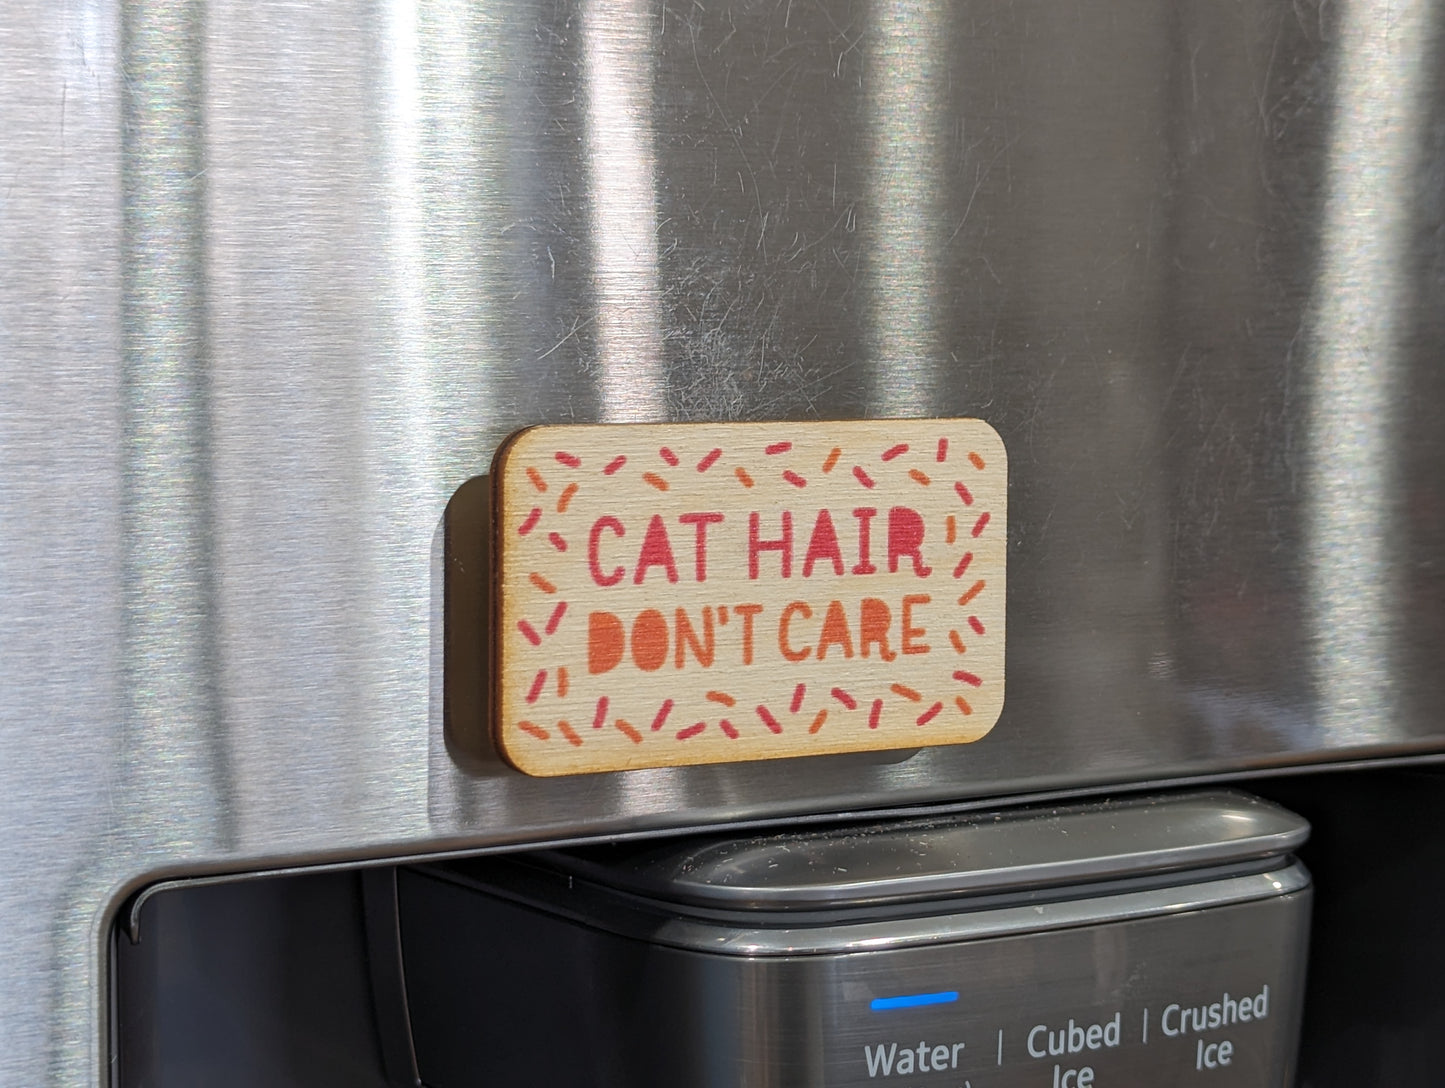 CAT HAIR
DON'T CARE
Water | Cubed Ice | Crushed Ice